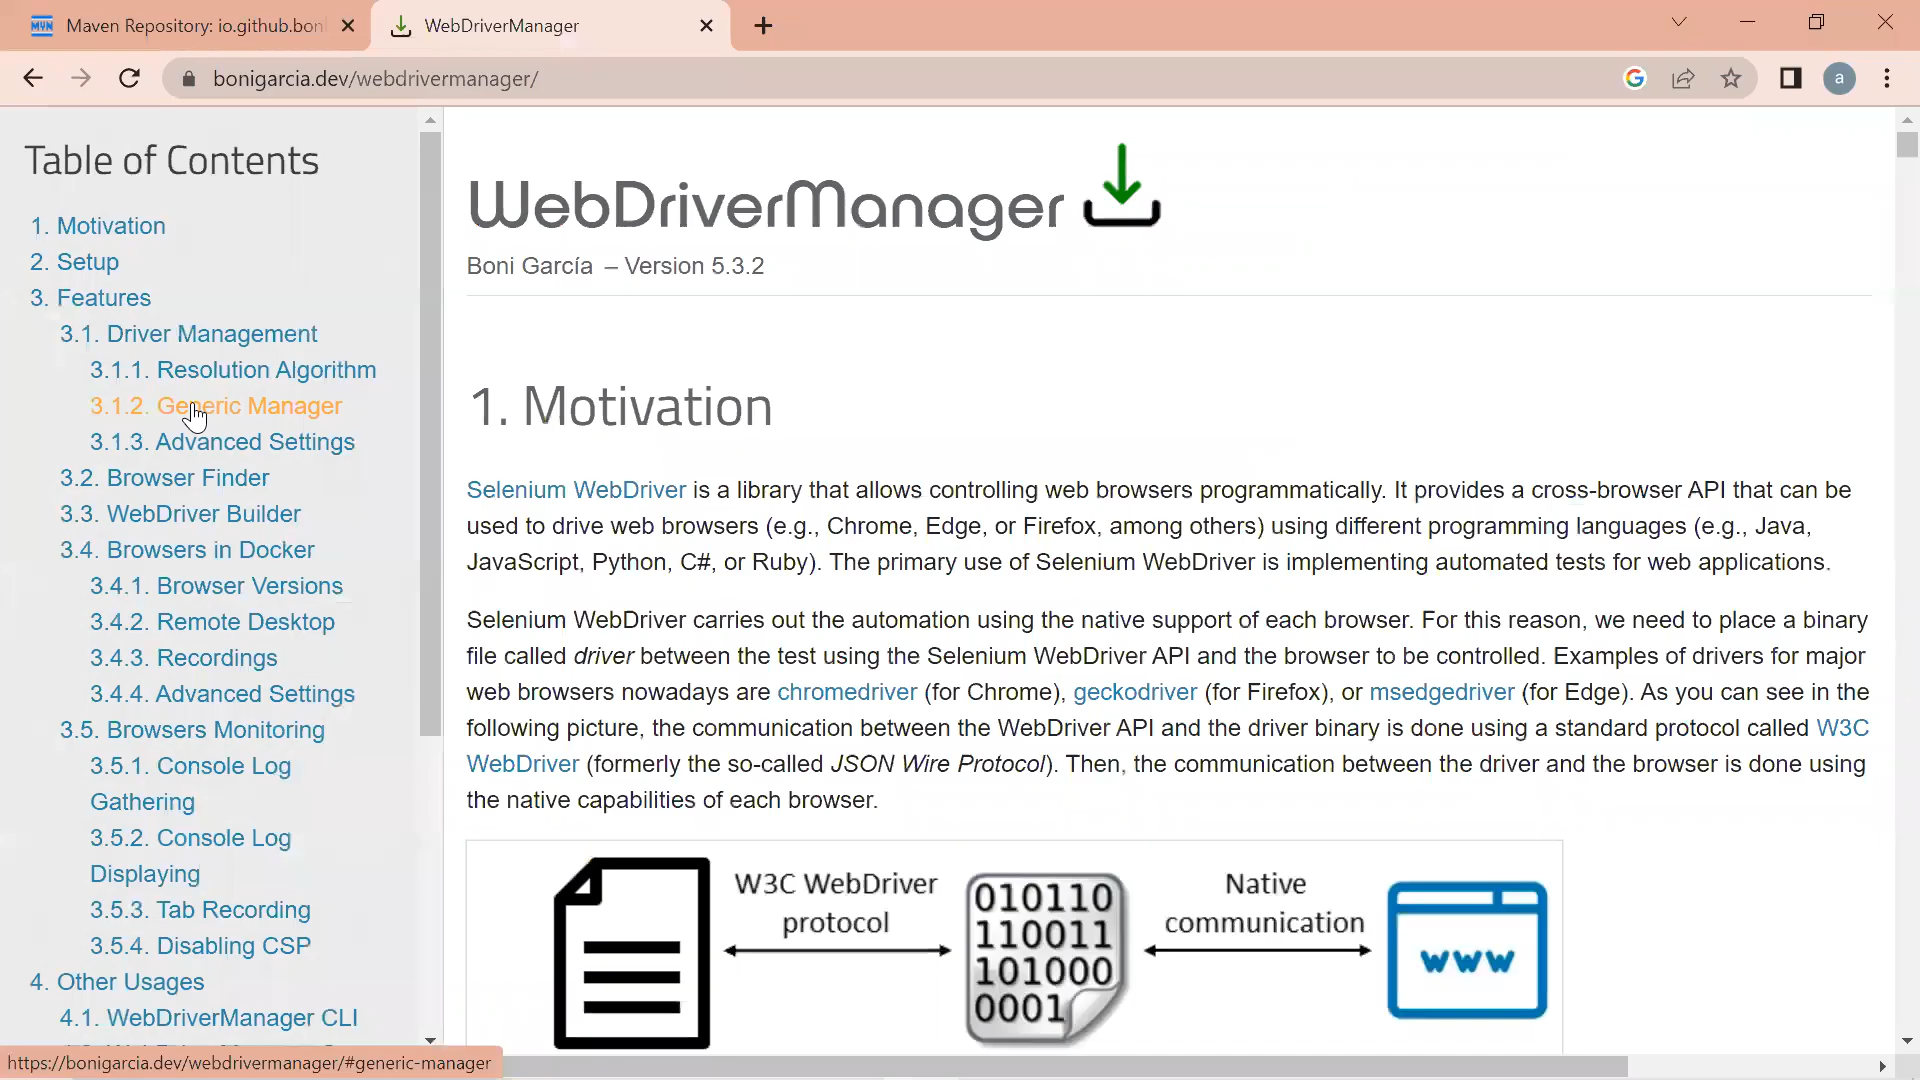 Maven Repository: io.github.boni
WebDriverManager
bonigarcia.dev/webdrivermanager/
a
Table of Contents
1. Motivation
2. Setup
3. Features
3.1. Driver Management
3.1.1. Resolution Algorithm
3.1.2. Generic Manager
3.1.3. Advanced Settings
3.2. Browser Finder
3.3. WebDriver Builder
3.4. Browsers in Docker
3.4.1. Browser Versions
3.4.2. Remote Desktop
3.4.3. Recordings
3.4.4. Advanced Settings
3.5. Browsers Monitoring
3.5.1. Console Log
Gathering
3.5.2. Console Log
Displaying
3.5.3. Tab Recording
3.5.4. Disabling CSP
4. Other Usages
4.1. WebDriverManager CLI
https://bonigarcia.dev/webdrivermanager/#generic-manager
WebDriverManager
Boni García – Version 5.3.2
1. Motivation
Selenium WebDriver is a library that allows controlling web browsers programmatically. It provides a cross-browser API that can be
used to drive web browsers (e.g., Chrome, Edge, or Firefox, among others) using different programming languages (e.g., Java,
JavaScript, Python, C#, or Ruby). The primary use of Selenium WebDriver is implementing automated tests for web applications.
Selenium WebDriver carries out the automation using the native support of each browser. For this reason, we need to place a binary
file called driver between the test using the Selenium WebDriver API and the browser to be controlled. Examples of drivers for major
web browsers nowadays are chromedriver (for Chrome), geckodriver (for Firefox), or msedgedriver (for Edge). As you can see in the
following picture, the communication between the WebDriver API and the driver binary is done using a standard protocol called W3C
WebDriver (formerly the so-called JSON Wire Protocol). Then, the communication between the driver and the browser is done using
the native capabilities of each browser.
W3C WebDriver
protocol
010110
110011
101000
0001
Native
communication
www